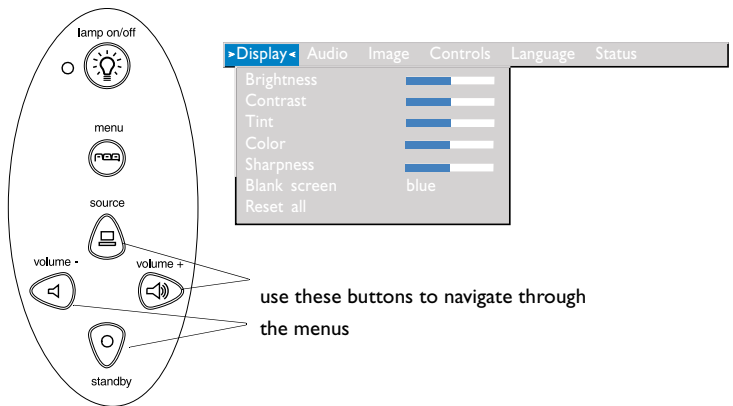 lamp on/off
menu
source
volume -
volume +
standby
▸Display◂ Audio Image Controls Language Status
Brightness
Contrast
Tint
Color
Sharpness
Blank screen blue
Reset all
use these buttons to navigate through
the menus